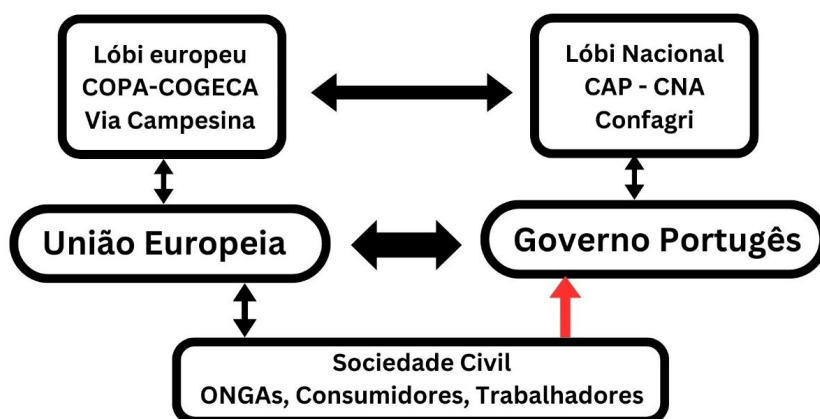 Lóbi europeu
COPA-COGECA
Via Campesina
Lóbi Nacional
CAP - CNA
Confagri
União Europeia
Governo Portugês
Sociedade Civil
ONGAs, Consumidores, Trabalhadores